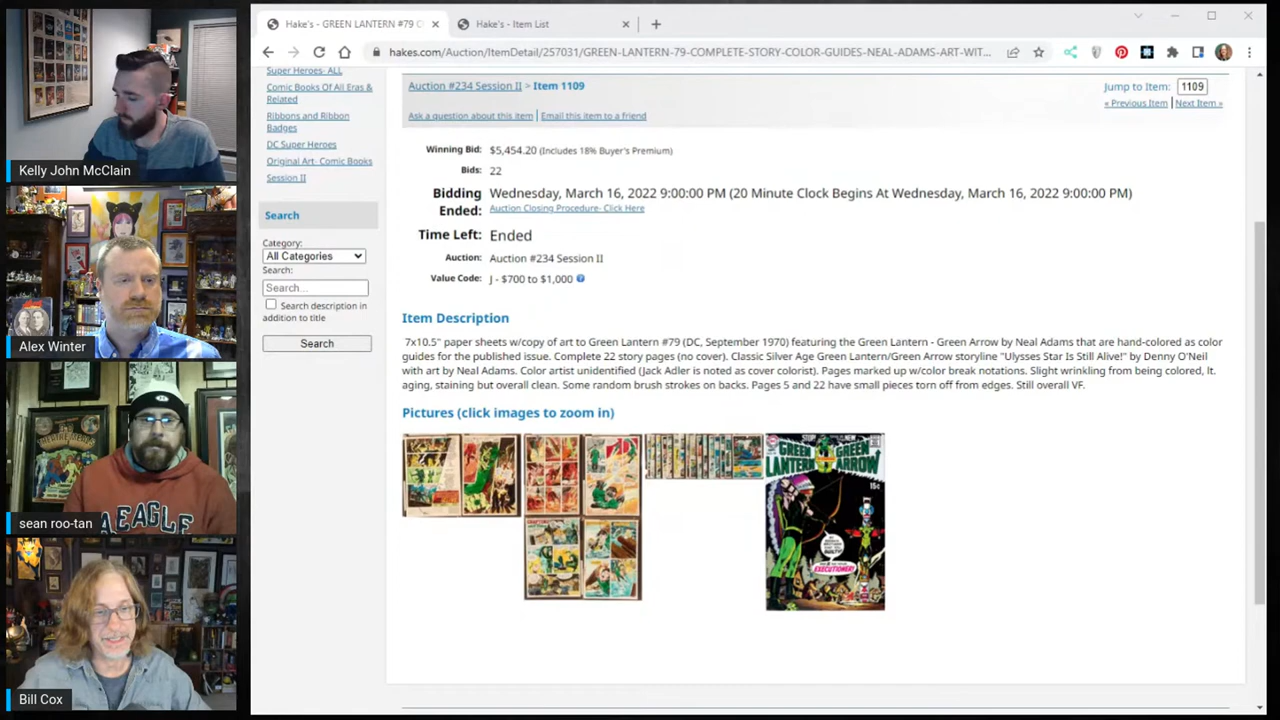 Kelly John McClain
Alex Winter
sean roo-tan
AEAGLE
Bill Cox
Hake's - GREEN LANTERN #79 C
Hake's - Item List
hakes.com/Auction/ItemDetail/257031/GREEN-LANTERN-79-COMPLETE-STORY-COLOR-GUIDES-NEAL-ADAMS-ART-WIT...
Super Heroes- ALL
Comic Books Of All Eras &
Related
Ribbons and Ribbon
Badges
DC Super Heroes
Original Art- Comic Books
Session II
Search
Category:
All Categories
Search:
Search...
Search description in
addition to title
Search
Auction #234 Session II > Item 1109
Jump to Item: 1109
« Previous Item | Next Item »
Ask a question about this item | Email this item to a friend
Winning Bid: $5,454.20 (Includes 18% Buyer's Premium)
Bids: 22
Bidding Wednesday, March 16, 2022 9:00:00 PM (20 Minute Clock Begins At Wednesday, March 16, 2022 9:00:00 PM)
Ended: Auction Closing Procedure- Click Here
Time Left: Ended
Auction: Auction #234 Session II
Value Code: J - $700 to $1,000
Item Description
7x10.5" paper sheets w/copy of art to Green Lantern #79 (DC, September 1970) featuring the Green Lantern - Green Arrow by Neal Adams that are hand-colored as color
guides for the published issue. Complete 22 story pages (no cover). Classic Silver Age Green Lantern/Green Arrow storyline "Ulysses Star Is Still Alive!" by Denny O'Neil
with art by Neal Adams. Color artist unidentified (Jack Adler is noted as cover colorist). Pages marked up w/color break notations. Slight wrinkling from being colored, lt.
aging, staining but overall clean. Some random brush strokes on backs. Pages 5 and 22 have small pieces torn off from edges. Still overall VF.
Pictures (click images to zoom in)
GREEN GREEN
LANTERN ARROW
15¢
EXECUTIONER!